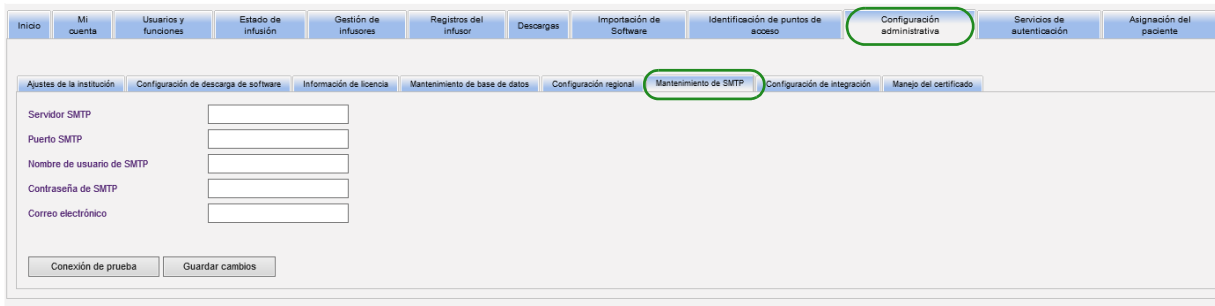 Inicio
Mi cuenta
Usuarios y funciones
Estado de infusión
Gestión de infusores
Registros del infusor
Descargas
Importación de Software
Identificación de puntos de acceso
Configuración administrativa
Servicios de autenticación
Asignación del paciente
Ajustes de la institución
Configuración de descarga de software
Información de licencia
Mantenimiento de base de datos
Configuración regional
Mantenimiento de SMTP
Configuración de integración
Manejo del certificado
Servidor SMTP
Puerto SMTP
Nombre de usuario de SMTP
Contraseña de SMTP
Correo electrónico
Conexión de prueba
Guardar cambios